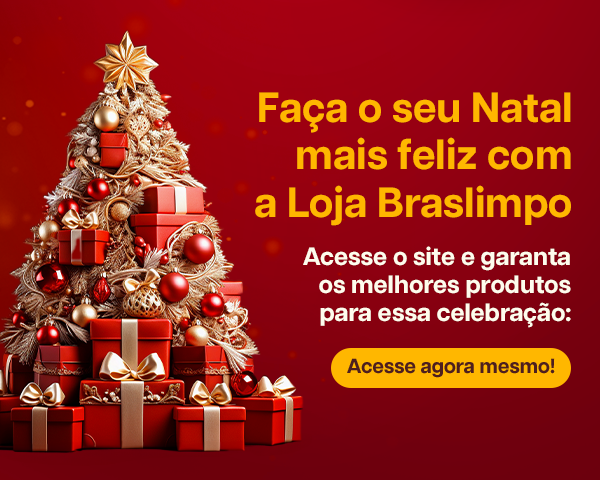 Faça o seu Natal
mais feliz com
a Loja Braslimpo
Acesse o site e garanta
os melhores produtos
para essa celebração:
Acesse agora mesmo!